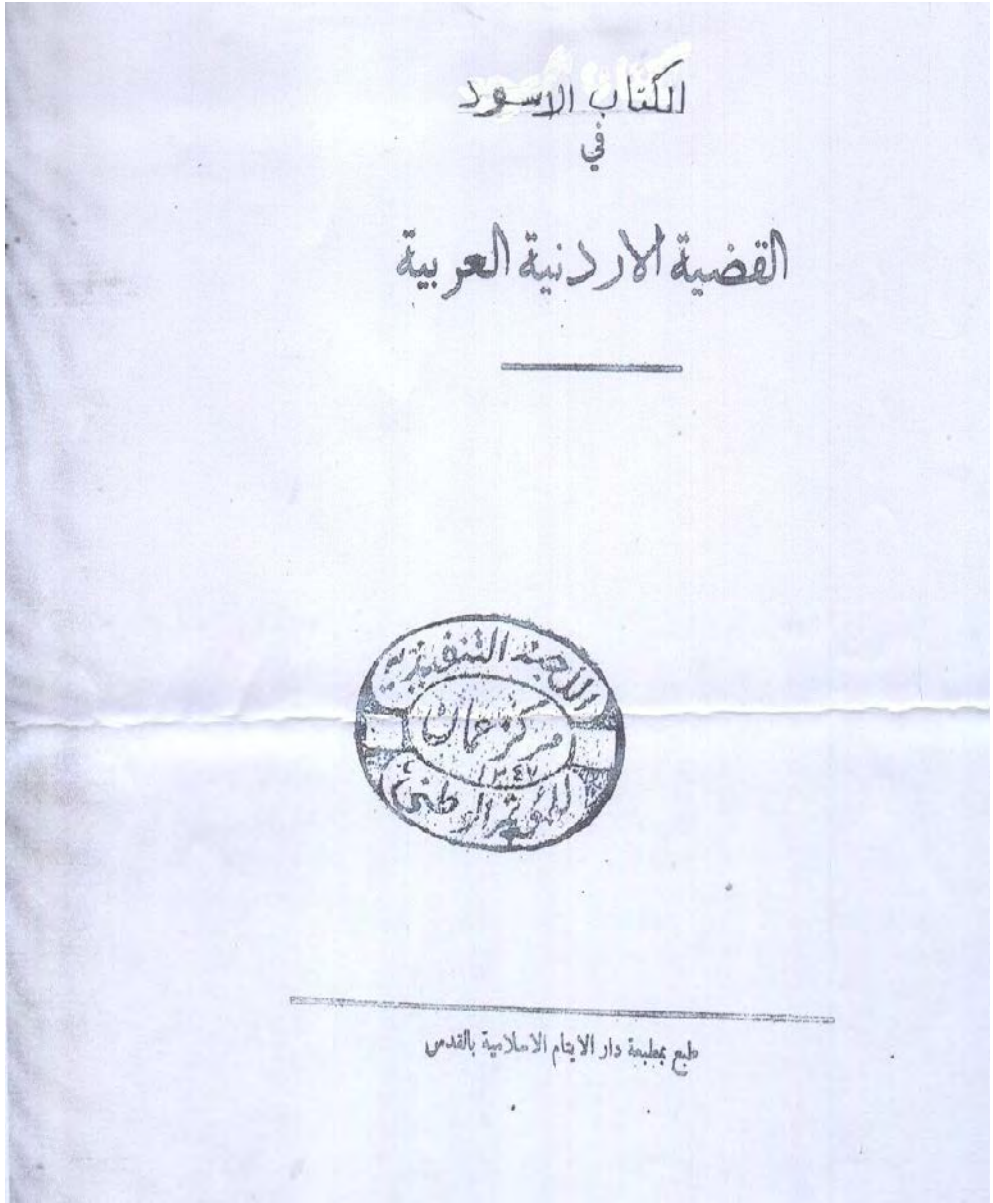 الكتاب الاسود
في
القضية الاردنية العربية
اللجنة التنفيذية
مركز عمان
١٣٤٧
للمؤتمر الوطني
طبع بمطبعة دار الايتام الاسلامية بالقدس